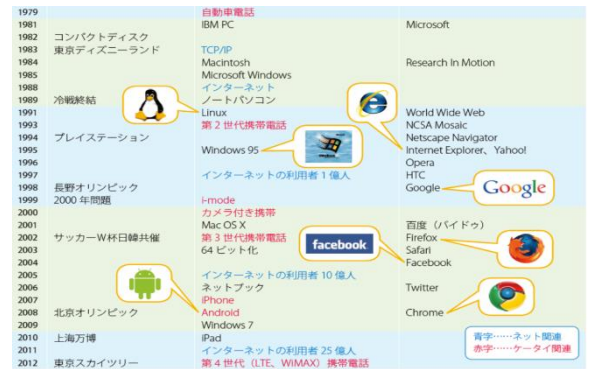 1979 自動車電話
1981 IBM PC Microsoft
1982 コンパクトディスク
1983 東京ディズニーランド TCP/IP
1984 Macintosh Research In Motion
1985 Microsoft Windows
1988 インターネット
1989 冷戦終結 ノートパソコン
1991 Linux World Wide Web
1993 第2世代携帯電話 NCSA Mosaic
1994 プレイステーション Netscape Navigator
1995 Windows 95 Internet Explorer、Yahoo!
1996 Opera
1997 インターネットの利用者1億人 HTC
1998 長野オリンピック Google Google
1999 2000年問題 i-mode
2000 カメラ付き携帯
2001 Mac OS X 百度（バイドゥ）
2002 サッカーW杯日韓共催 第3世代携帯電話 facebook Firefox
2003 64ビット化 Safari
2004 Facebook
2005 インターネットの利用者10億人
2006 ネットブック Twitter
2007 iPhone
2008 北京オリンピック Android Chrome
2009 Windows 7
2010 上海万博 iPad 青字……ネット関連
2011 インターネットの利用者25億人 赤字……ケータイ関連
2012 東京スカイツリー 第4世代（LTE、WiMAX）携帯電話